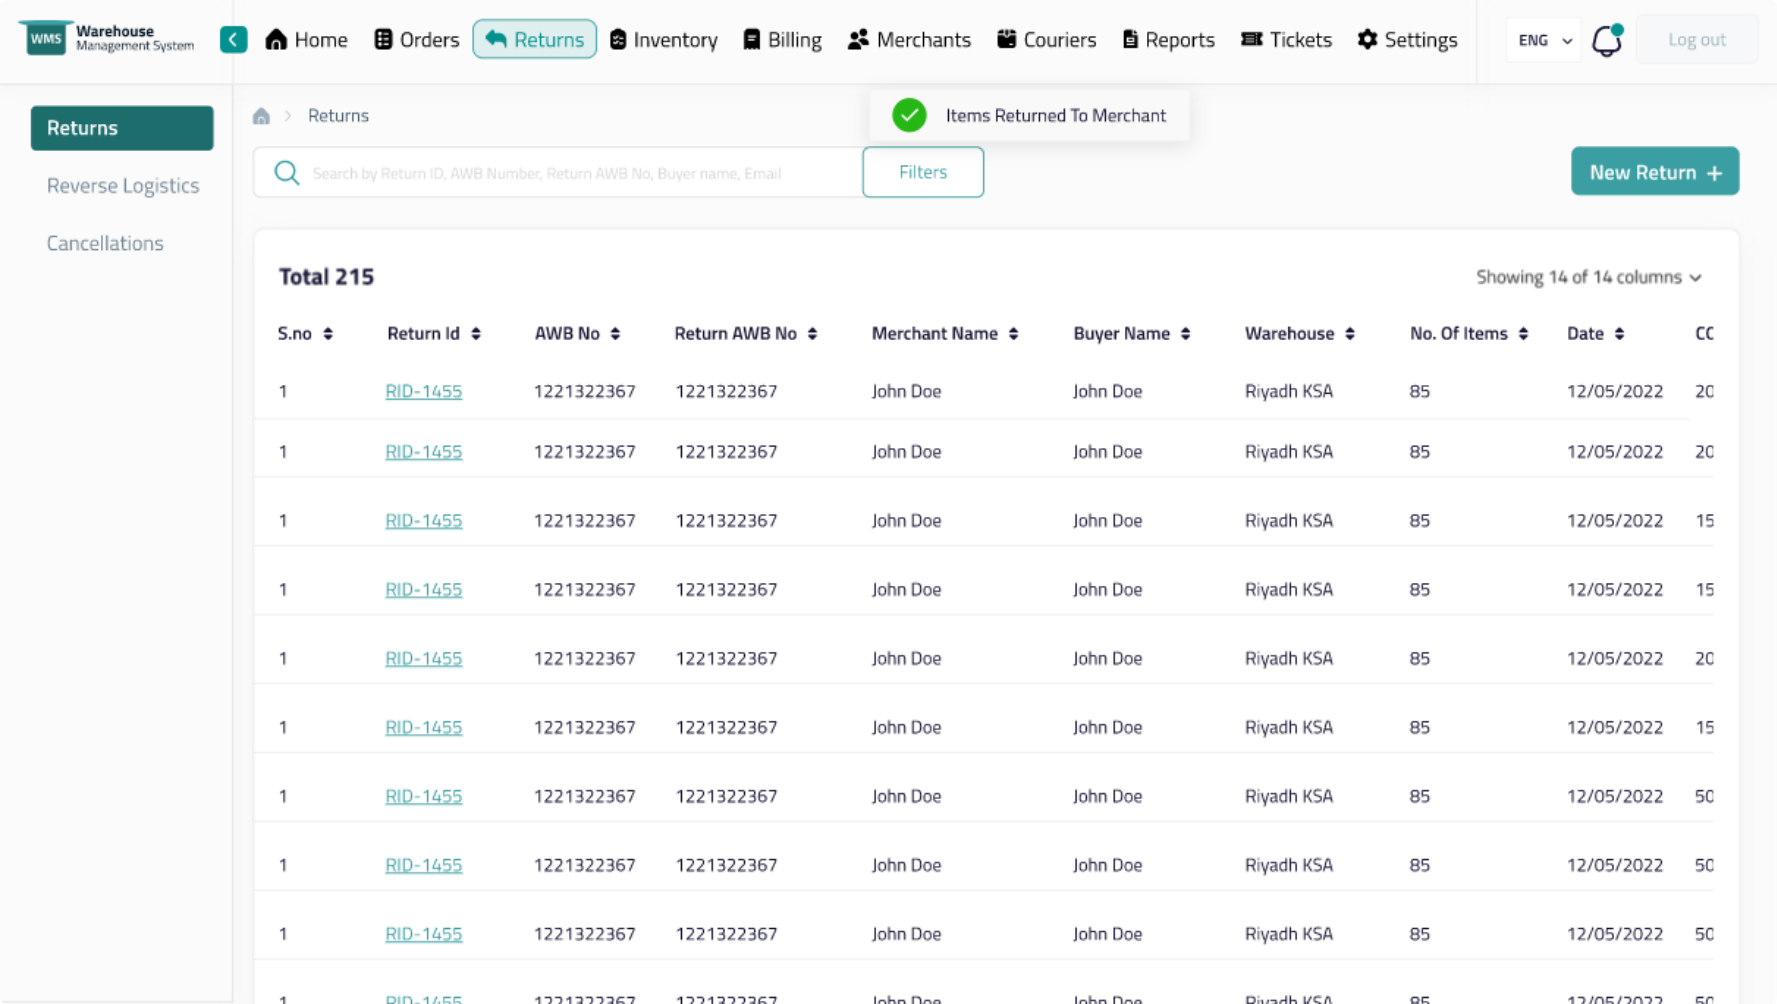 WMS Warehouse Management System
Home Orders Returns Inventory Billing Merchants Couriers Reports Tickets Settings ENG Log out
Returns
Reverse Logistics
Cancellations
Returns
Items Returned To Merchant
Search by Return ID, AWB Number, Return AWB No, Buyer name, Email
Filters
New Return +
Total 215
Showing 14 of 14 columns
S.no Return Id AWB No Return AWB No Merchant Name Buyer Name Warehouse No. Of Items Date CO
1 RID-1455 1221322367 1221322367 John Doe John Doe Riyadh KSA 85 12/05/2022 20
1 RID-1455 1221322367 1221322367 John Doe John Doe Riyadh KSA 85 12/05/2022 20
1 RID-1455 1221322367 1221322367 John Doe John Doe Riyadh KSA 85 12/05/2022 15
1 RID-1455 1221322367 1221322367 John Doe John Doe Riyadh KSA 85 12/05/2022 15
1 RID-1455 1221322367 1221322367 John Doe John Doe Riyadh KSA 85 12/05/2022 20
1 RID-1455 1221322367 1221322367 John Doe John Doe Riyadh KSA 85 12/05/2022 15
1 RID-1455 1221322367 1221322367 John Doe John Doe Riyadh KSA 85 12/05/2022 50
1 RID-1455 1221322367 1221322367 John Doe John Doe Riyadh KSA 85 12/05/2022 50
1 RID-1455 1221322367 1221322367 John Doe John Doe Riyadh KSA 85 12/05/2022 50
1 RID-1455 1221322367 1221322367 John Doe John Doe Riyadh KSA 85 12/05/2022 50